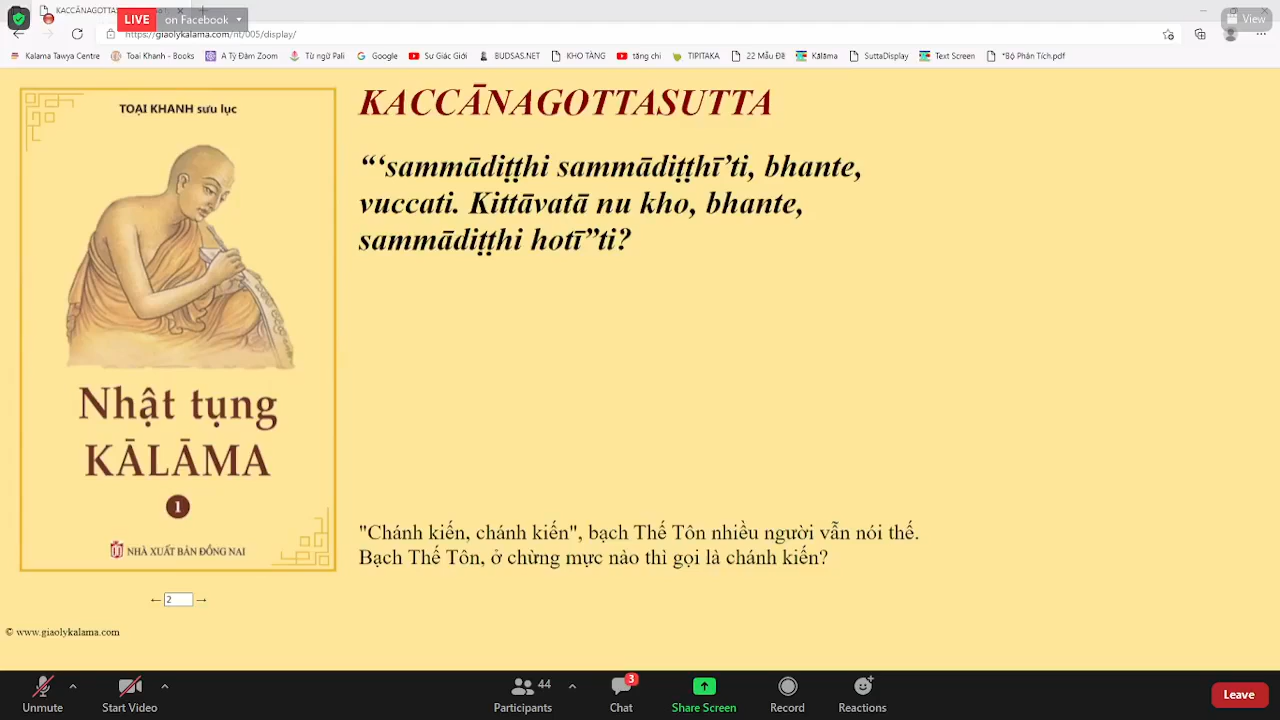 KACCĀNAGOTTA
LIVE on Facebook
View
https://giaolykalama.com/nt/005/display/
Kalama Tawya Centre Toai Khanh - Books A Tỳ Đàm Zoom Từ ngữ Pali Google Sư Giác Giới BUDSAS.NET KHO TÀNG tăng chi TIPITAKA 22 Mẫu Đề Kālāma SuttaDisplay Text Screen *Bộ Phân Tích.pdf
TOẠI KHANH sưu lục
Nhật tụng
KĀLĀMA
1
NHÀ XUẤT BẢN ĐỒNG NAI
← 2 →
© www.giaolykalama.com
KACCĀNAGOTTASUTTA
“‘sammādiṭṭhi sammādiṭṭhī’ti, bhante,
vuccati. Kittāvatā nu kho, bhante,
sammādiṭṭhi hotī”ti?
"Chánh kiến, chánh kiến", bạch Thế Tôn nhiều người vẫn nói thế.
Bạch Thế Tôn, ở chừng mực nào thì gọi là chánh kiến?
Unmute Start Video 44 Participants 3 Chat Share Screen Record Reactions Leave